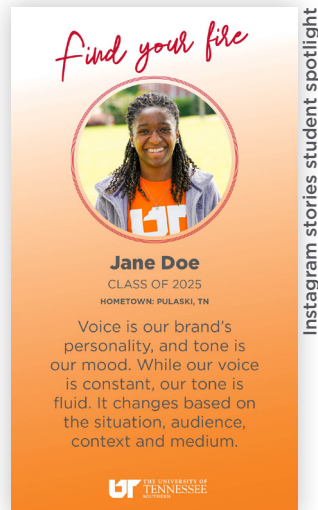 Find your fire
Jane Doe
CLASS OF 2025
HOMETOWN: PULASKI, TN
Voice is our brand's
personality, and tone is
our mood. While our voice
is constant, our tone is
fluid. It changes based on
the situation, audience,
context and medium.
UT
THE UNIVERSITY OF
TENNESSEE
SOUTHERN
Instagram stories student spotlight